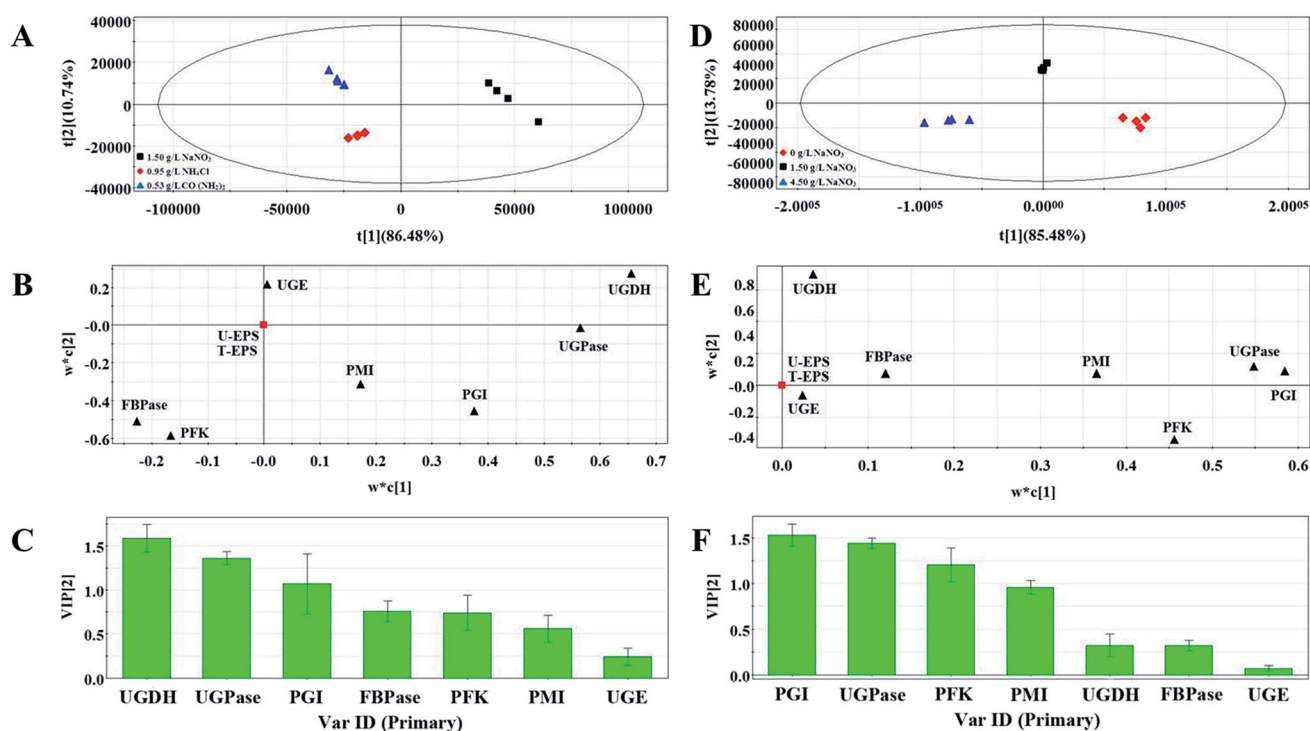 A
t[2](10.74%)
40000
20000
0
-20000
-40000
1.50 g/L NaNO₃
0.95 g/L NH₄Cl
0.53 g/L CO (NH₂)₂
-100000 -50000 0 50000 100000
t[1](86.48%)
D
t[2](13.78%)
80000
60000
40000
20000
0
-20000
-40000
-60000
-80000
0 g/L NaNO₃
1.50 g/L NaNO₃
4.50 g/L NaNO₃
-2.0⁰⁰⁵ -1.0⁰⁰⁵ 0.0⁰⁰⁰ 1.0⁰⁰⁵ 2.0⁰⁰⁵
t[1](85.48%)
B
w*c[2]
0.2
-0.0
-0.2
-0.4
-0.6
UGE
UGDH
U-EPS
T-EPS
UGPase
PMI
PGI
FBPase
PFK
-0.2 -0.1 -0.0 0.1 0.2 0.3 0.4 0.5 0.6 0.7
w*c[1]
E
w*c[2]
0.8
0.6
0.4
0.2
-0.0
0.2
0.4
UGDH
U-EPS
T-EPS
FBPase
PMI
UGPase
PGI
UGE
PFK
0.0 0.1 0.2 0.3 0.4 0.5 0.6
w*c[1]
C
VIP[2]
1.5
1.0
0.5
0.0
UGDH UGPase PGI FBPase PFK PMI UGE
Var ID (Primary)
F
VIP[2]
1.5
1.0
0.5
0.0
PGI UGPase PFK PMI UGDH FBPase UGE
Var ID (Primary)